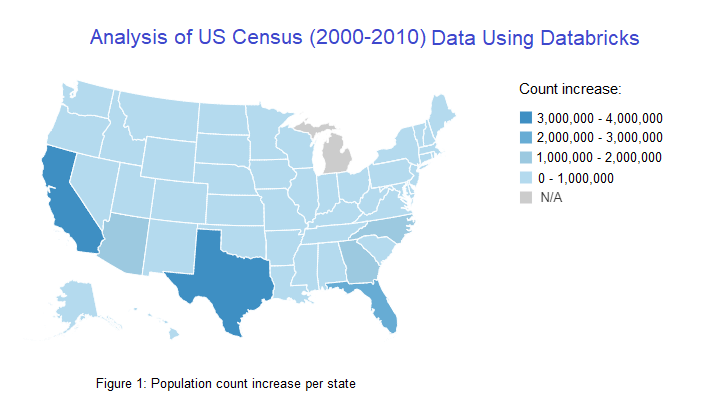 Analysis of US Census (2000-2010) Data Using Databricks
Count increase:
3,000,000 - 4,000,000
2,000,000 - 3,000,000
1,000,000 - 2,000,000
0 - 1,000,000
N/A
Figure 1: Population count increase per state